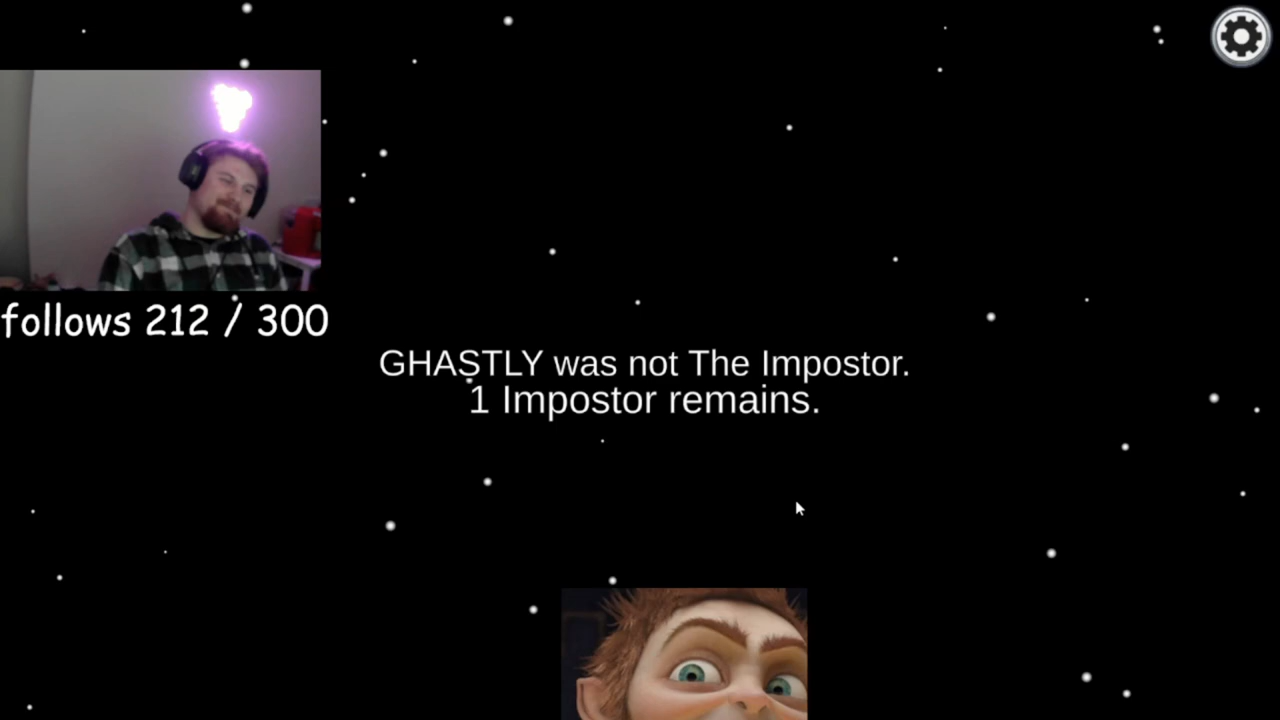 follows 212 / 300
GHASTLY was not The Impostor.
1 Impostor remains.